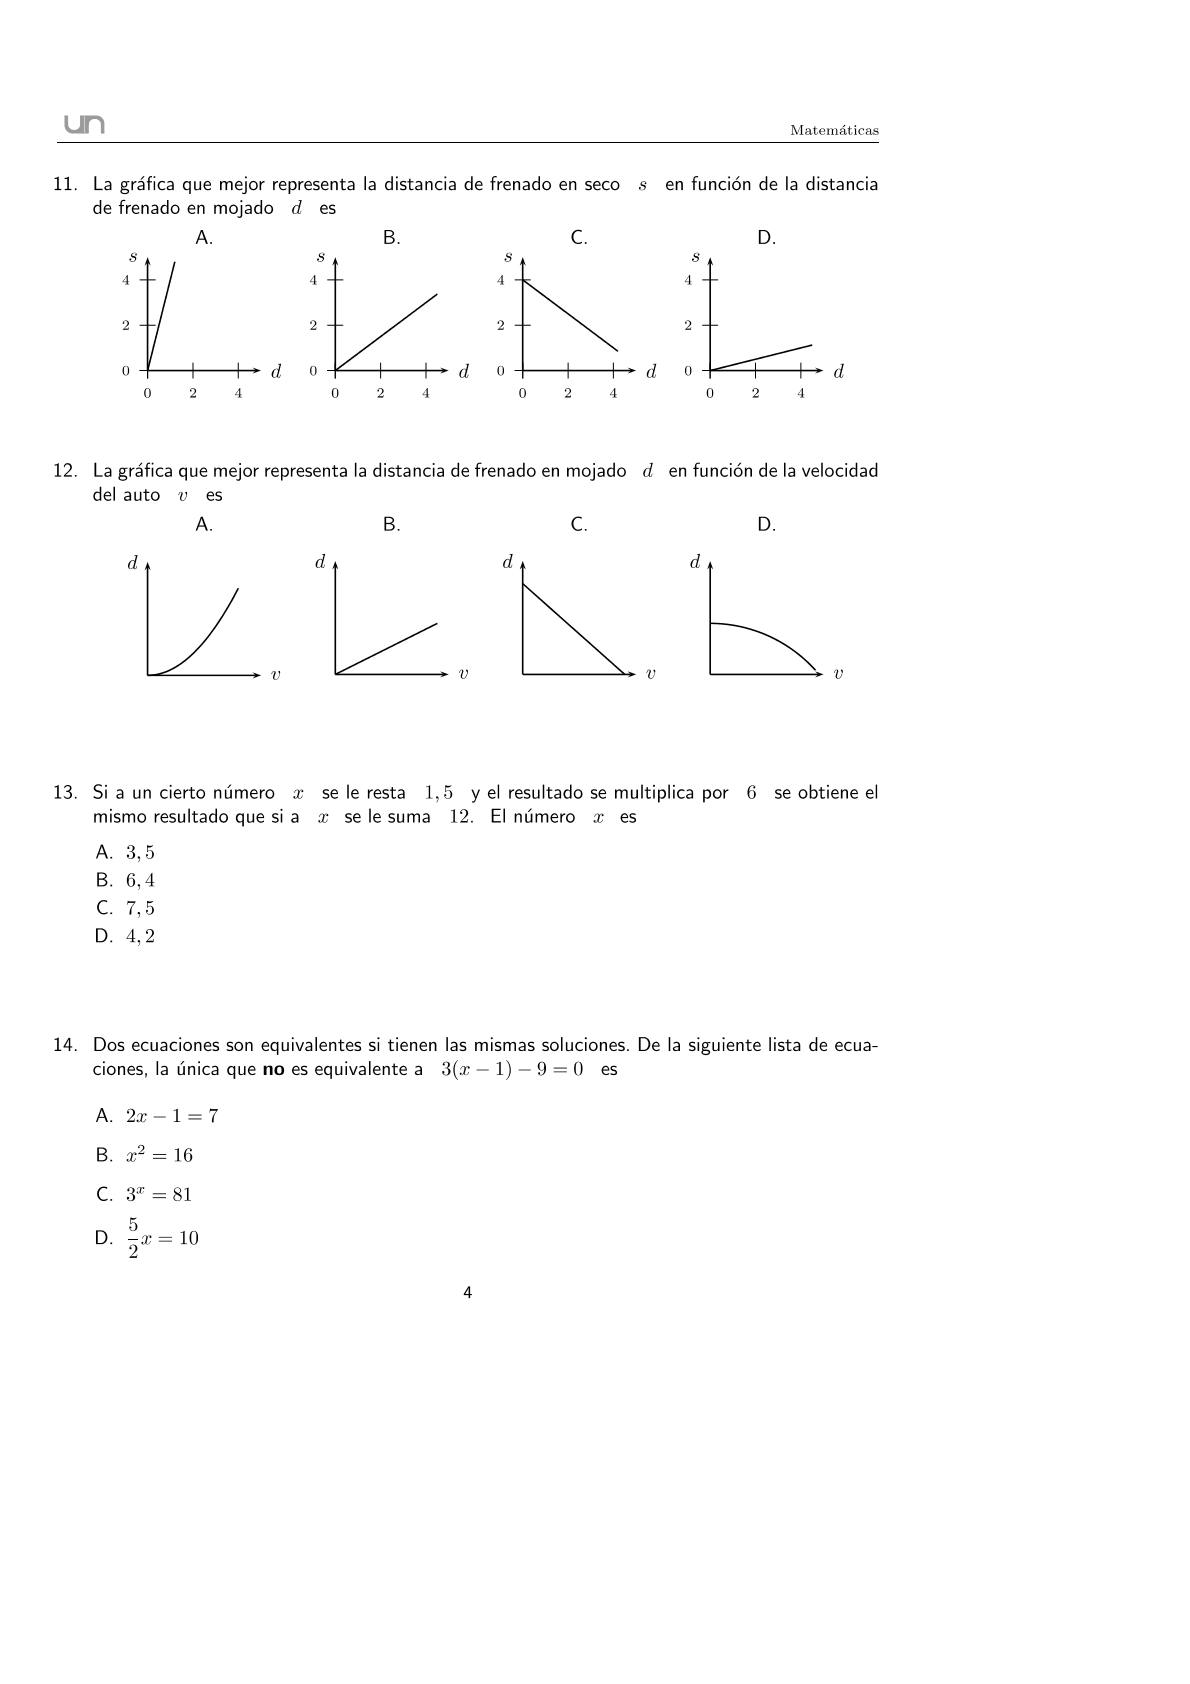 un
Matemáticas
11. La gráfica que mejor representa la distancia de frenado en seco s en función de la distancia
de frenado en mojado d es
A. B. C. D.
s s s s
4 4 4 4
2 2 2 2
0 d 0 d 0 d 0 d
0 2 4 0 2 4 0 2 4 0 2 4
12. La gráfica que mejor representa la distancia de frenado en mojado d en función de la velocidad
del auto v es
A. B. C. D.
d d d d
v v v v
13. Si a un cierto número x se le resta 1,5 y el resultado se multiplica por 6 se obtiene el
mismo resultado que si a x se le suma 12. El número x es
A. 3,5
B. 6,4
C. 7,5
D. 4,2
14. Dos ecuaciones son equivalentes si tienen las mismas soluciones. De la siguiente lista de ecua-
ciones, la única que no es equivalente a 3(x − 1) − 9 = 0 es
A. 2x − 1 = 7
B. x² = 16
C. 3ˣ = 81
D. 5/2 x = 10
4